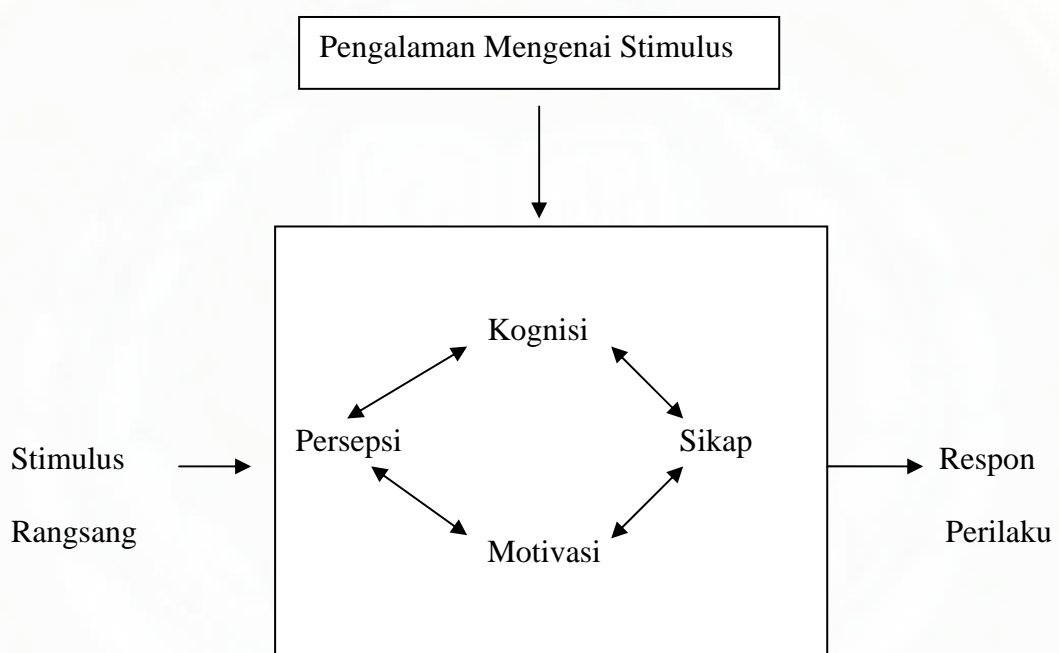 Pengalaman Mengenai Stimulus
Kognisi
Persepsi
Sikap
Stimulus
Respon
Rangsang
Perilaku
Motivasi